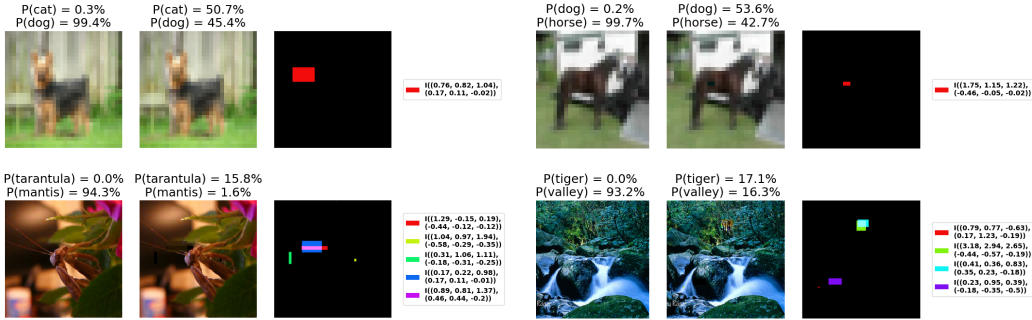 P(cat) = 0.3%
P(dog) = 99.4%
P(cat) = 50.7%
P(dog) = 45.4%
I((0.76, 0.82, 1.04),
(0.17, 0.11, -0.02))
P(dog) = 0.2%
P(horse) = 99.7%
P(dog) = 53.6%
P(horse) = 42.7%
I((1.75, 1.15, 1.22),
(-0.46, -0.05, -0.02))
P(tarantula) = 0.0%
P(mantis) = 94.3%
P(tarantula) = 15.8%
P(mantis) = 1.6%
I((1.29, -0.15, 0.19),
(-0.44, -0.12, -0.12))
I((1.04, 0.97, 1.94),
(-0.58, -0.29, -0.35))
I((0.31, 1.06, 1.11),
(-0.18, -0.31, -0.25))
I((0.17, 0.22, 0.98),
(0.17, 0.11, -0.01))
I((0.89, 0.81, 1.37),
(0.46, 0.44, -0.2))
P(tiger) = 0.0%
P(valley) = 93.2%
P(tiger) = 17.1%
P(valley) = 16.3%
I((0.79, 0.77, -0.63),
(0.17, 1.23, -0.19))
I((3.18, 2.94, 2.65),
(-0.44, -0.57, -0.19))
I((0.41, 0.36, 0.83),
(0.35, 0.23, -0.18))
I((0.23, 0.95, 0.39),
(-0.18, -0.35, -0.5))